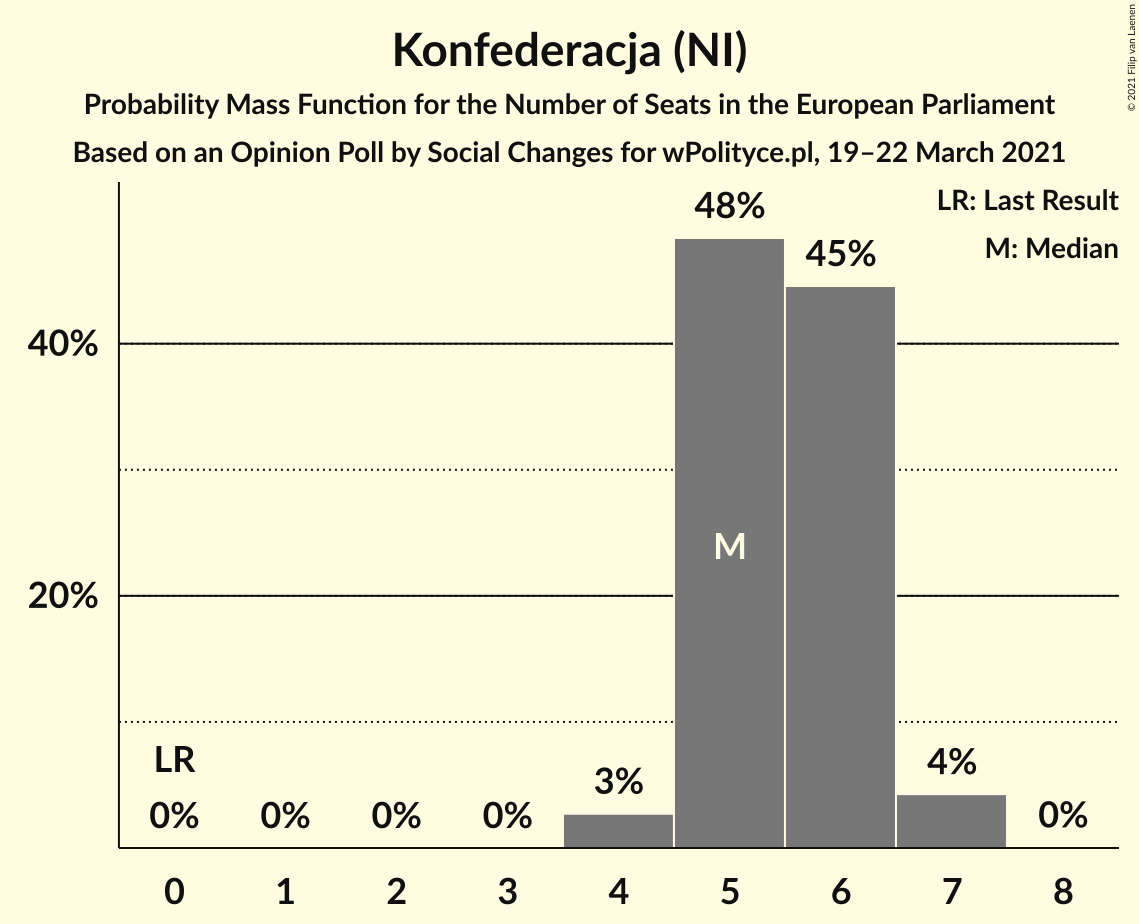 Konfederacja (NI)
Probability Mass Function for the Number of Seats in the European Parliament
Based on an Opinion Poll by Social Changes for wPolityce.pl, 19–22 March 2021
© 2021 Filip van Laenen
LR: Last Result
M: Median
48%
45%
40%
M
20%
LR
0%
0%
0%
0%
3%
4%
0%
0
1
2
3
4
5
6
7
8